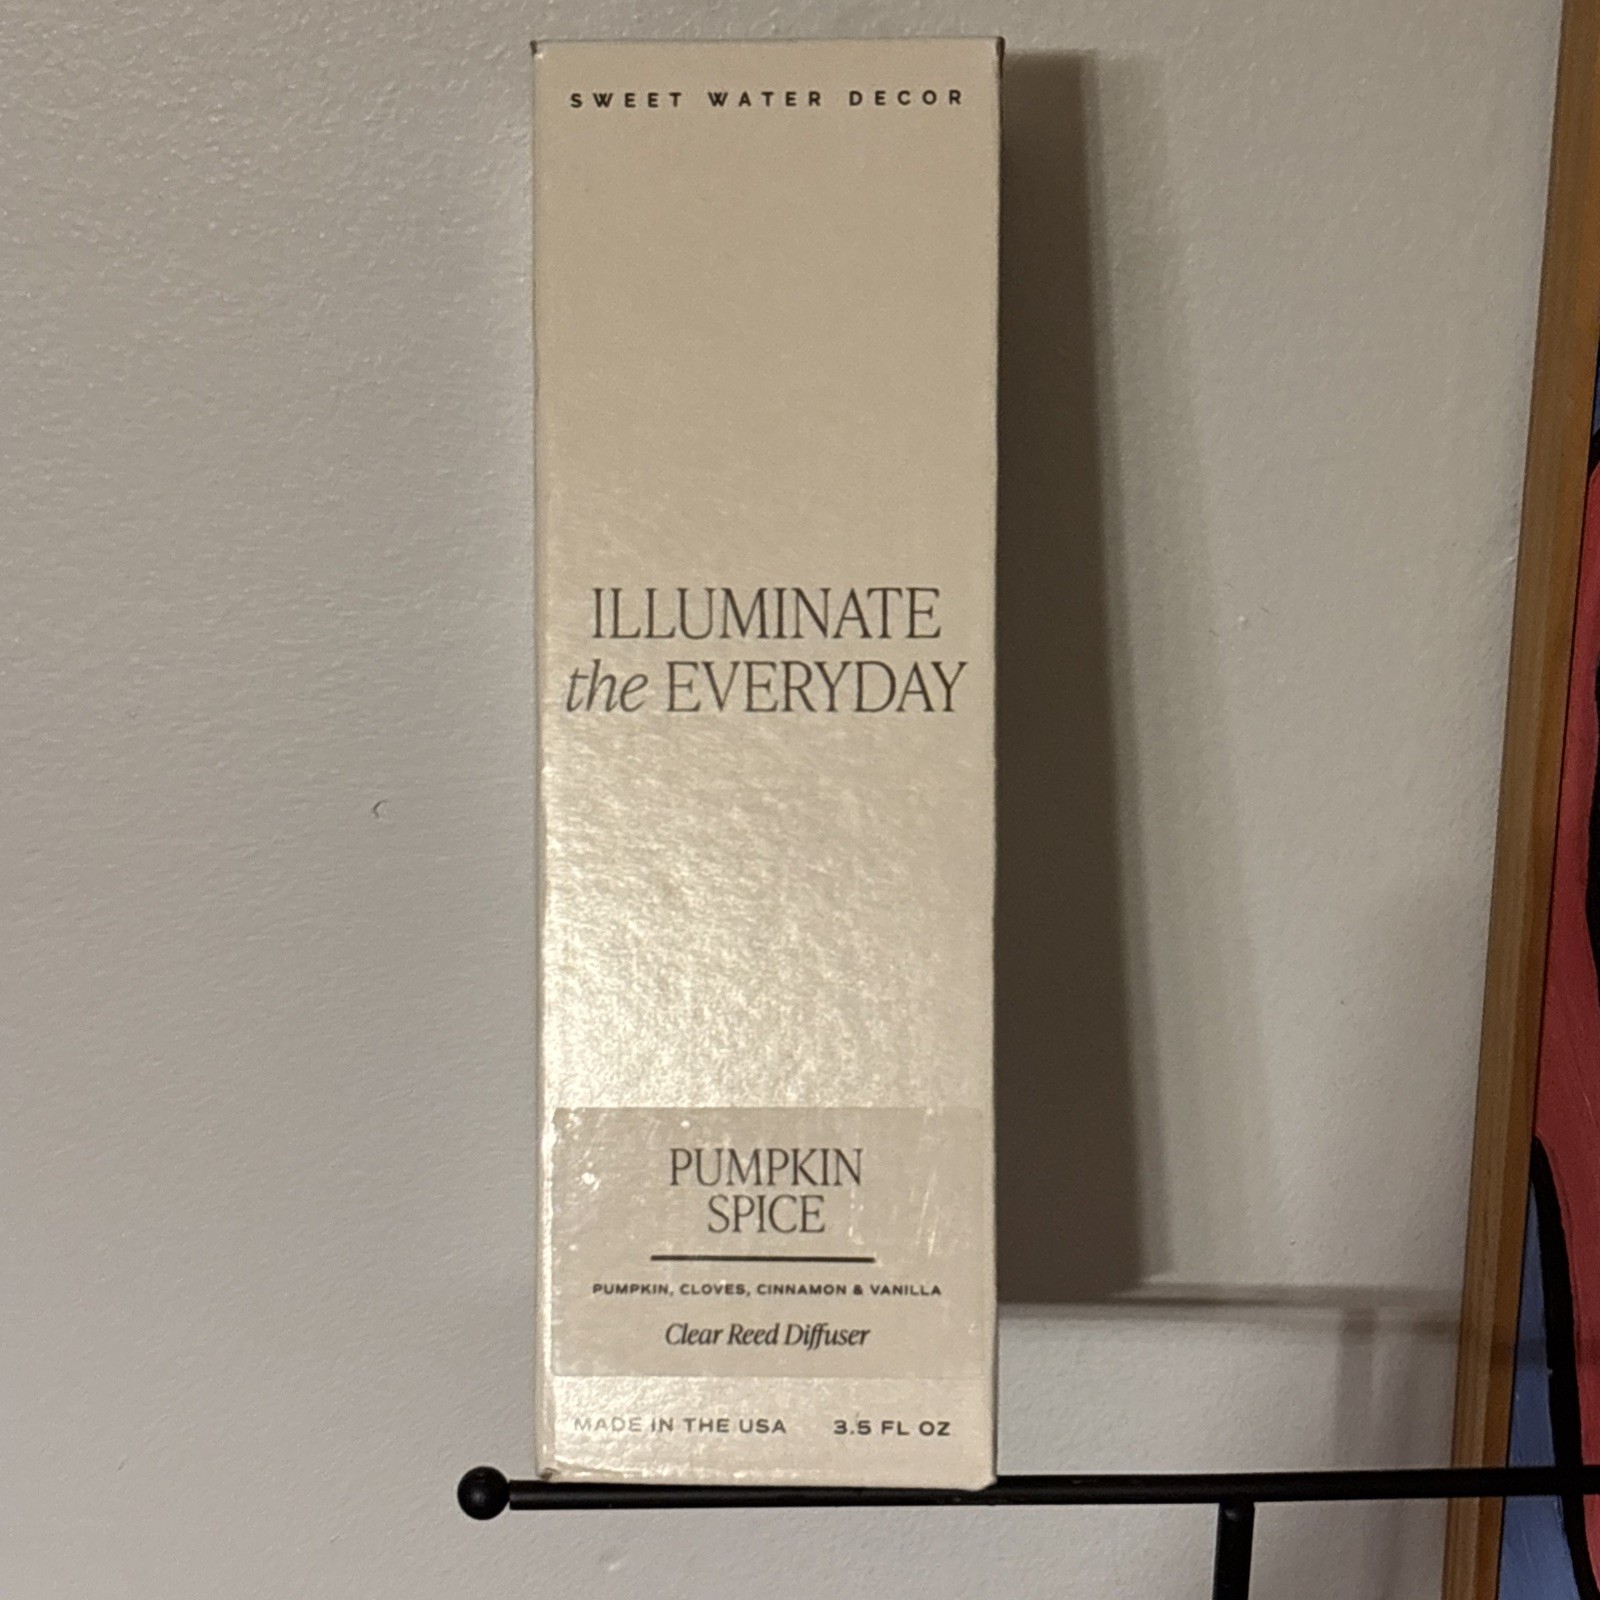 SWEET WATER DECOR
ILLUMINATE
the EVERYDAY
PUMPKIN
SPICE
PUMPKIN, CLOVES, CINNAMON & VANILLA
Clear Reed Diffuser
MADE IN THE USA 3.5 FL OZ